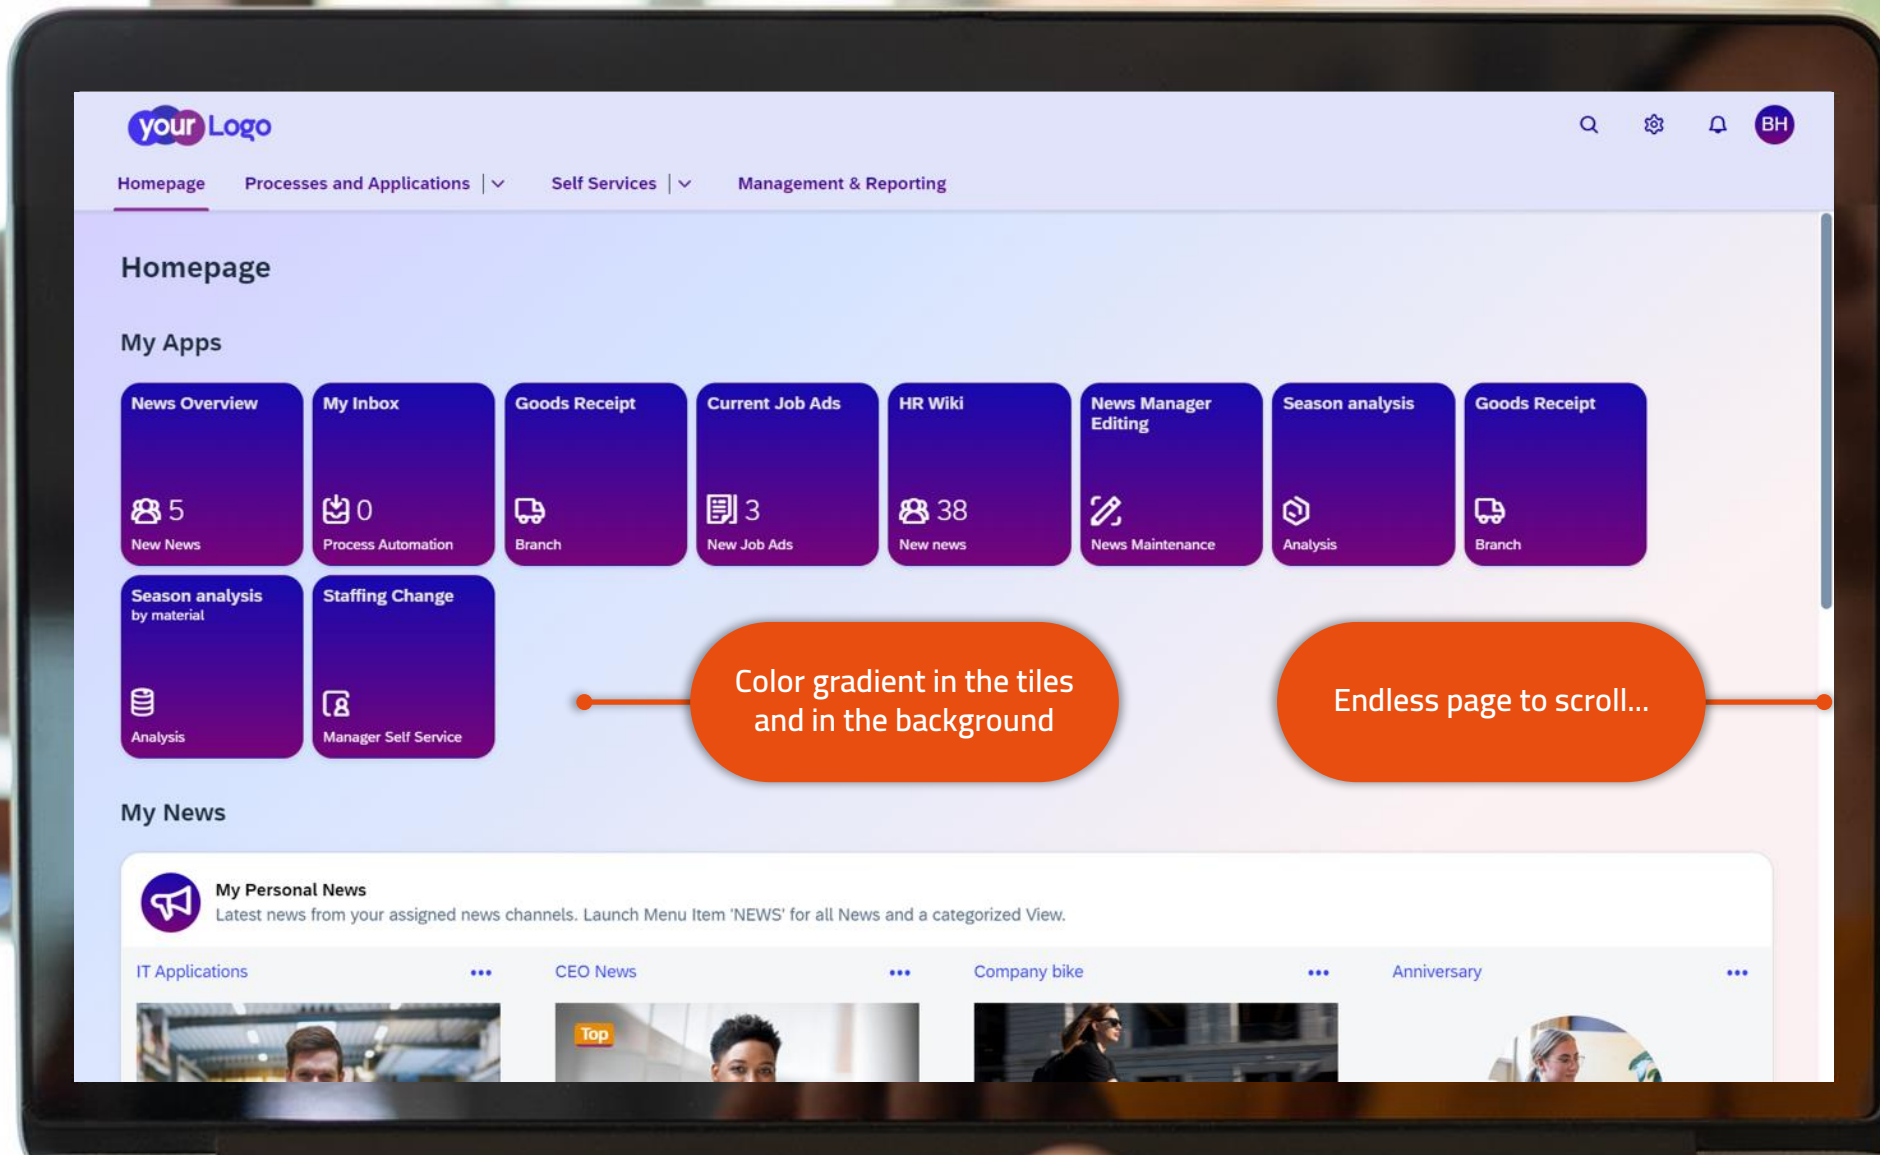 your Logo
BH
Homepage
Processes and Applications
Self Services
Management & Reporting
Homepage
My Apps
News Overview
5
New News
My Inbox
0
Process Automation
Goods Receipt
Branch
Current Job Ads
3
New Job Ads
HR Wiki
38
New news
News Manager
Editing
News Maintenance
Season analysis
Analysis
Goods Receipt
Branch
Season analysis
by material
Analysis
Staffing Change
Manager Self Service
Color gradient in the tiles
and in the background
Endless page to scroll...
My News
My Personal News
Latest news from your assigned news channels. Launch Menu Item 'NEWS' for all News and a categorized View.
IT Applications
CEO News
Company bike
Anniversary
Top